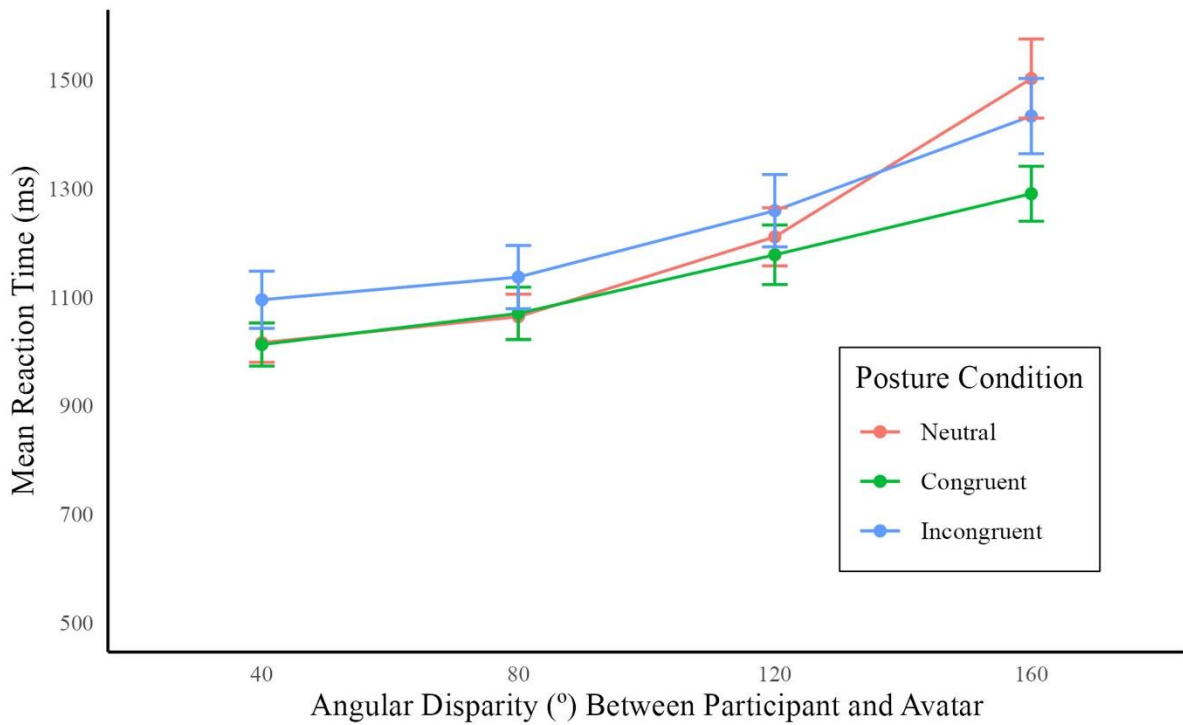 Mean Reaction Time (ms)
1500
1300
1100
900
700
500
Posture Condition
Neutral
Congruent
Incongruent
40 80 120 160
Angular Disparity (º) Between Participant and Avatar